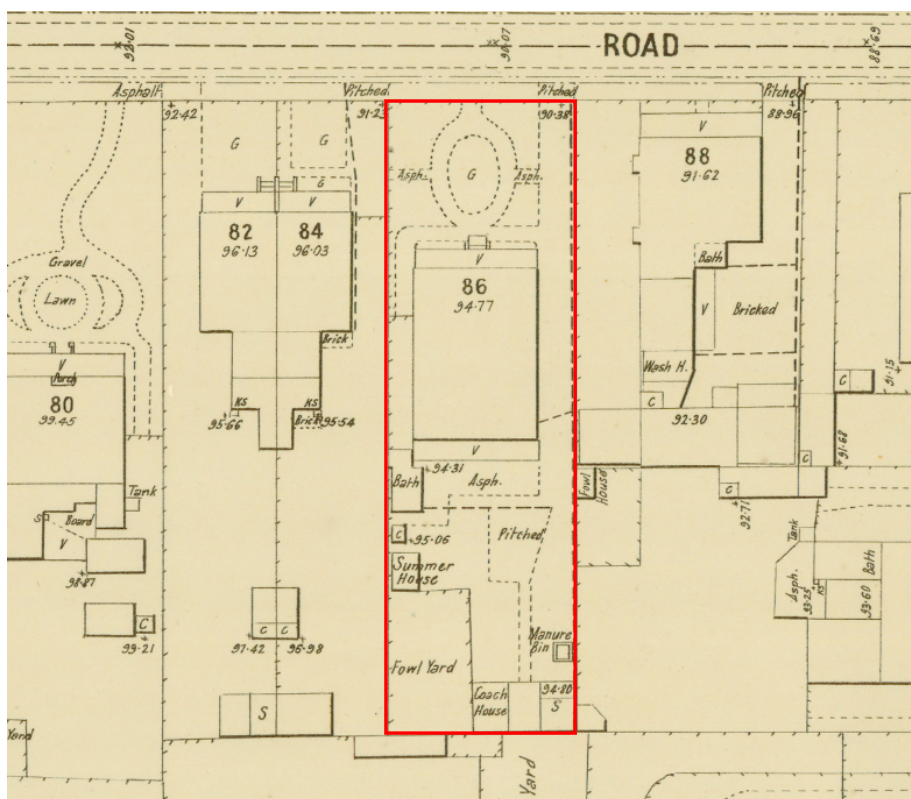 92·01
90·07
ROAD
88·69
Asphalt
Pitched
Pitched
Pitched
92·42
91·23
90·38
88·96
G
G
G
V
V
82
96·13
84
96·03
Brick
KS
KS
Brick
95·66
95·54
Gravel
Lawn
V
Porch
80
99·45
Tank
S
Board
V
98·87
C
99·21
C
C
97·42
96·98
S
Yard
Asph.
G
Asph.
V
86
94·77
V
94·31
Bath
Asph.
C
95·06
Pitched
Summer
House
Fowl Yard
Manure
Bin
Coach
House
94·80
S
Yard
V
88
91·62
Bath
V
Bricked
Wash H.
C
92·30
C
Fowl
House
C
92·71
C
91·15
91·68
Tank
Asph.
KS
93·25
Bath
93·60